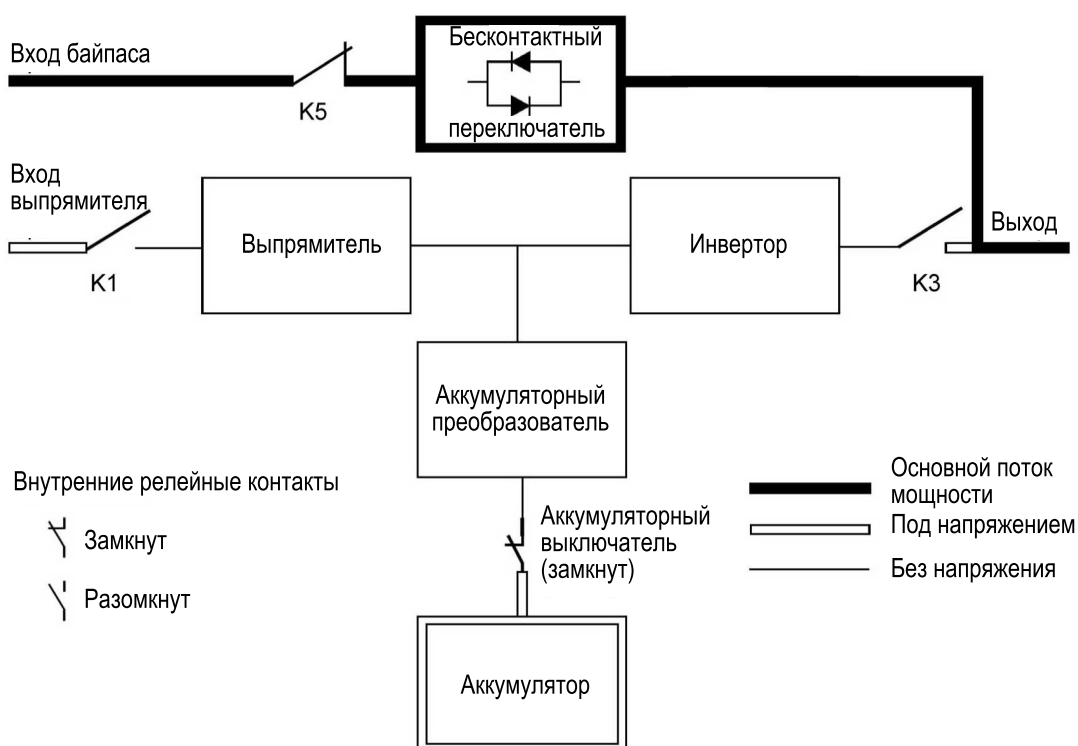 Вход байпаса
K5
Бесконтактный
переключатель
Вход
выпрямителя
K1
Выпрямитель
Инвертор
K3
Выход
Аккумуляторный
преобразователь
Внутренние релейные контакты
Замкнут
Разомкнут
Аккумуляторный
выключатель
(замкнут)
Аккумулятор
Основной поток
мощности
Под напряжением
Без напряжения